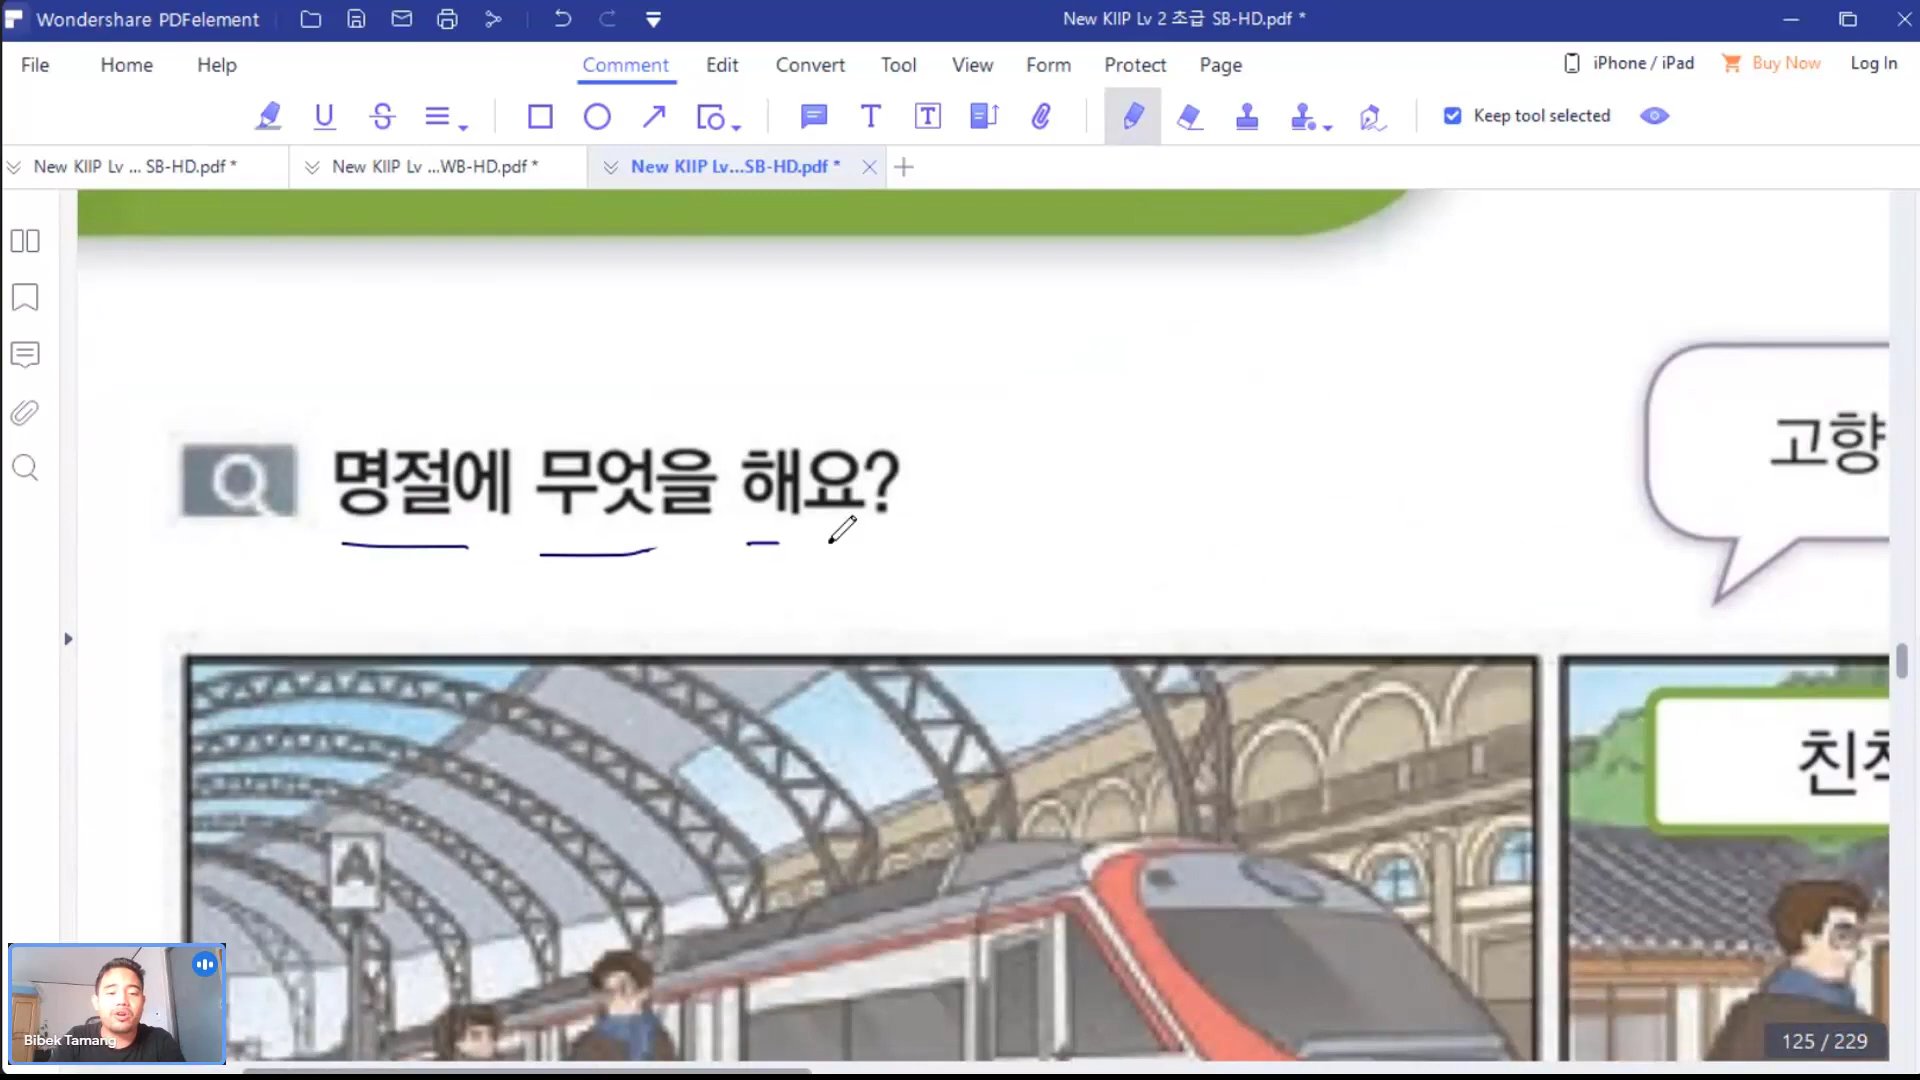 Wondershare PDFelement
New KIIP Lv 2 초급 SB-HD.pdf *
File Home Help Comment Edit Convert Tool View Form Protect Page iPhone / iPad Buy Now Log In
Keep tool selected
New KIIP Lv ... SB-HD.pdf * New KIIP Lv ...WB-HD.pdf * New KIIP Lv...SB-HD.pdf *
고향
명절에 무엇을 해요?
친
A
Bibek Tamang
125 / 229